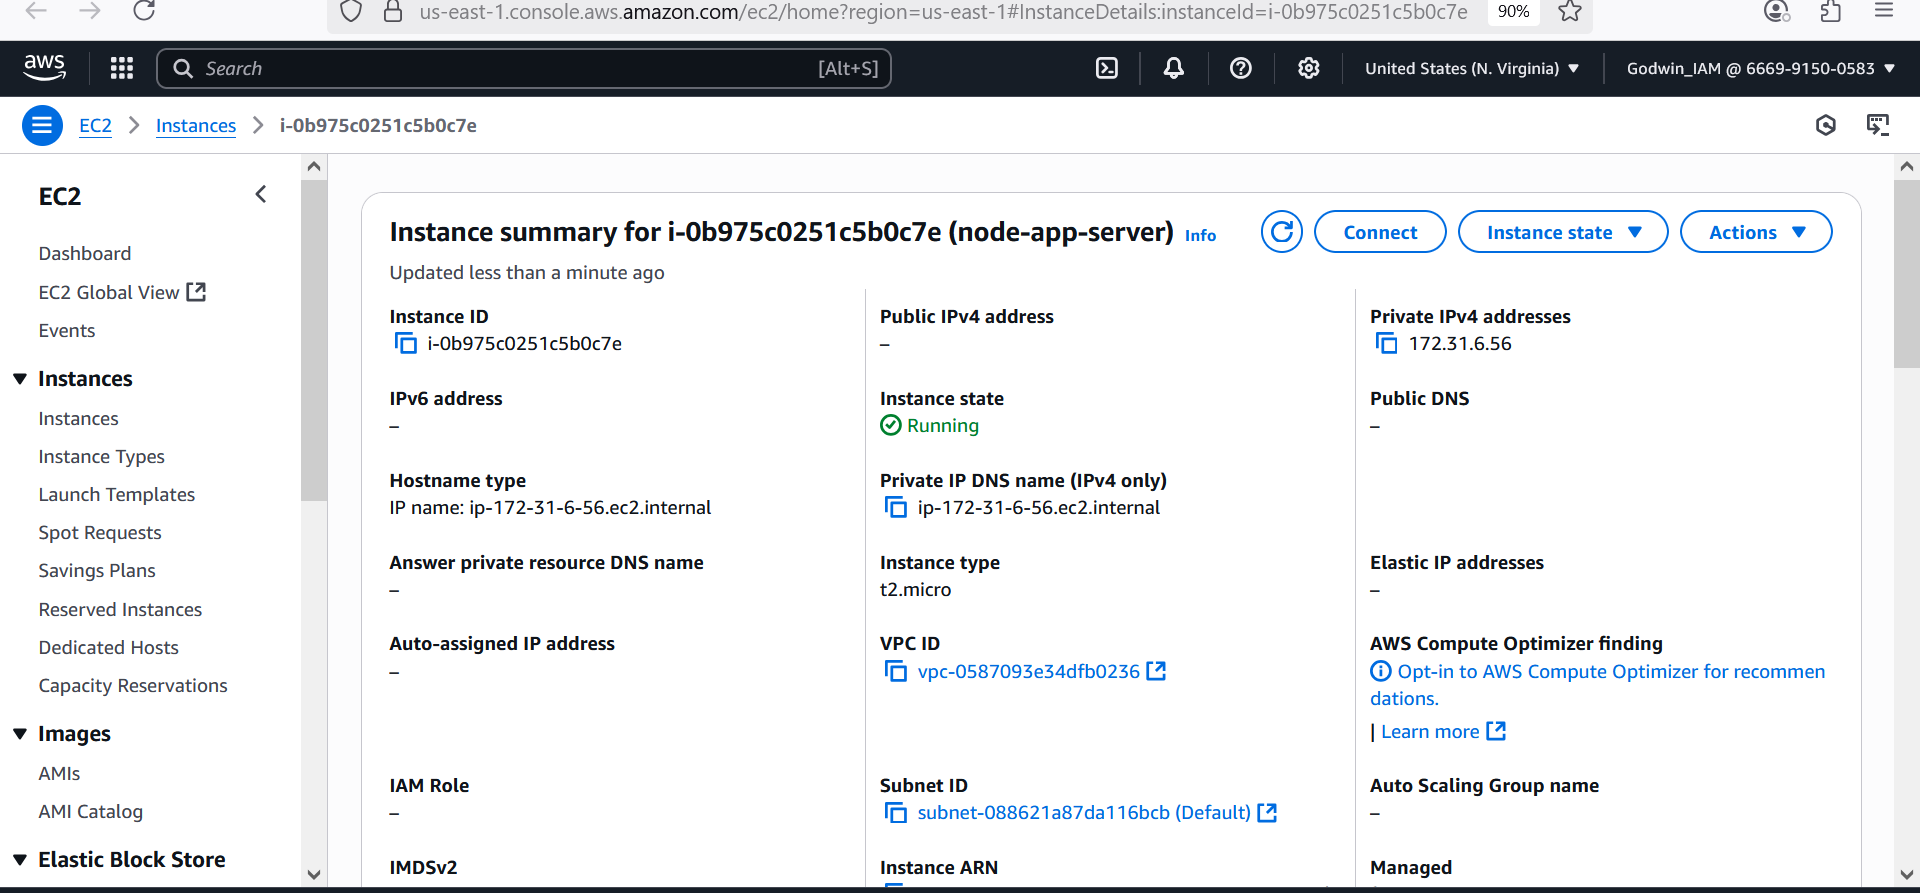 us-east-1.console.aws.amazon.com/ec2/home?region=us-east-1#InstanceDetails:instanceId=i-0b975c0251c5b0c7e
90%
aws
Search
[Alt+S]
United States (N. Virginia)
Godwin_IAM @ 6669-9150-0583
EC2
Instances
i-0b975c0251c5b0c7e
EC2
Dashboard
EC2 Global View
Events
Instances
Instances
Instance Types
Launch Templates
Spot Requests
Savings Plans
Reserved Instances
Dedicated Hosts
Capacity Reservations
Images
AMIs
AMI Catalog
Elastic Block Store
Instance summary for i-0b975c0251c5b0c7e (node-app-server) Info
Connect
Instance state
Actions
Updated less than a minute ago
Instance ID
i-0b975c0251c5b0c7e
Public IPv4 address
–
Private IPv4 addresses
172.31.6.56
IPv6 address
–
Instance state
Running
Public DNS
–
Hostname type
IP name: ip-172-31-6-56.ec2.internal
Private IP DNS name (IPv4 only)
ip-172-31-6-56.ec2.internal
Answer private resource DNS name
–
Instance type
t2.micro
Elastic IP addresses
–
Auto-assigned IP address
–
VPC ID
vpc-0587093e34dfb0236
AWS Compute Optimizer finding
Opt-in to AWS Compute Optimizer for recommen
dations.
| Learn more
IAM Role
–
Subnet ID
subnet-088621a87da116bcb (Default)
Auto Scaling Group name
–
IMDSv2
Instance ARN
Managed